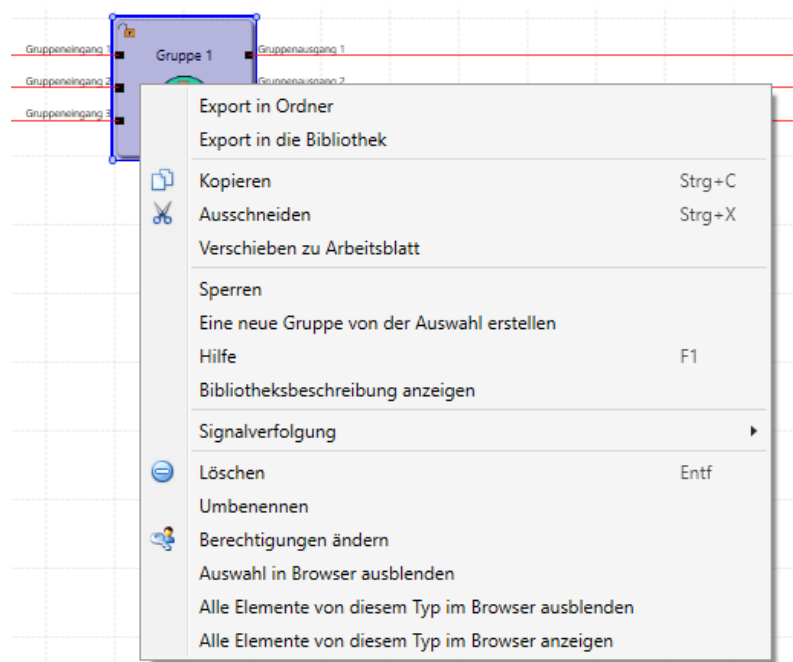 Gruppeneingang 1
Gruppe 1
Gruppenausgang 1
Gruppeneingang 2
Gruppenausgang 2
Gruppeneingang 3
Export in Ordner
Export in die Bibliothek
Kopieren Strg+C
Ausschneiden Strg+X
Verschieben zu Arbeitsblatt
Sperren
Eine neue Gruppe von der Auswahl erstellen
Hilfe F1
Bibliotheksbeschreibung anzeigen
Signalverfolgung
Löschen Entf
Umbenennen
Berechtigungen ändern
Auswahl in Browser ausblenden
Alle Elemente von diesem Typ im Browser ausblenden
Alle Elemente von diesem Typ im Browser anzeigen